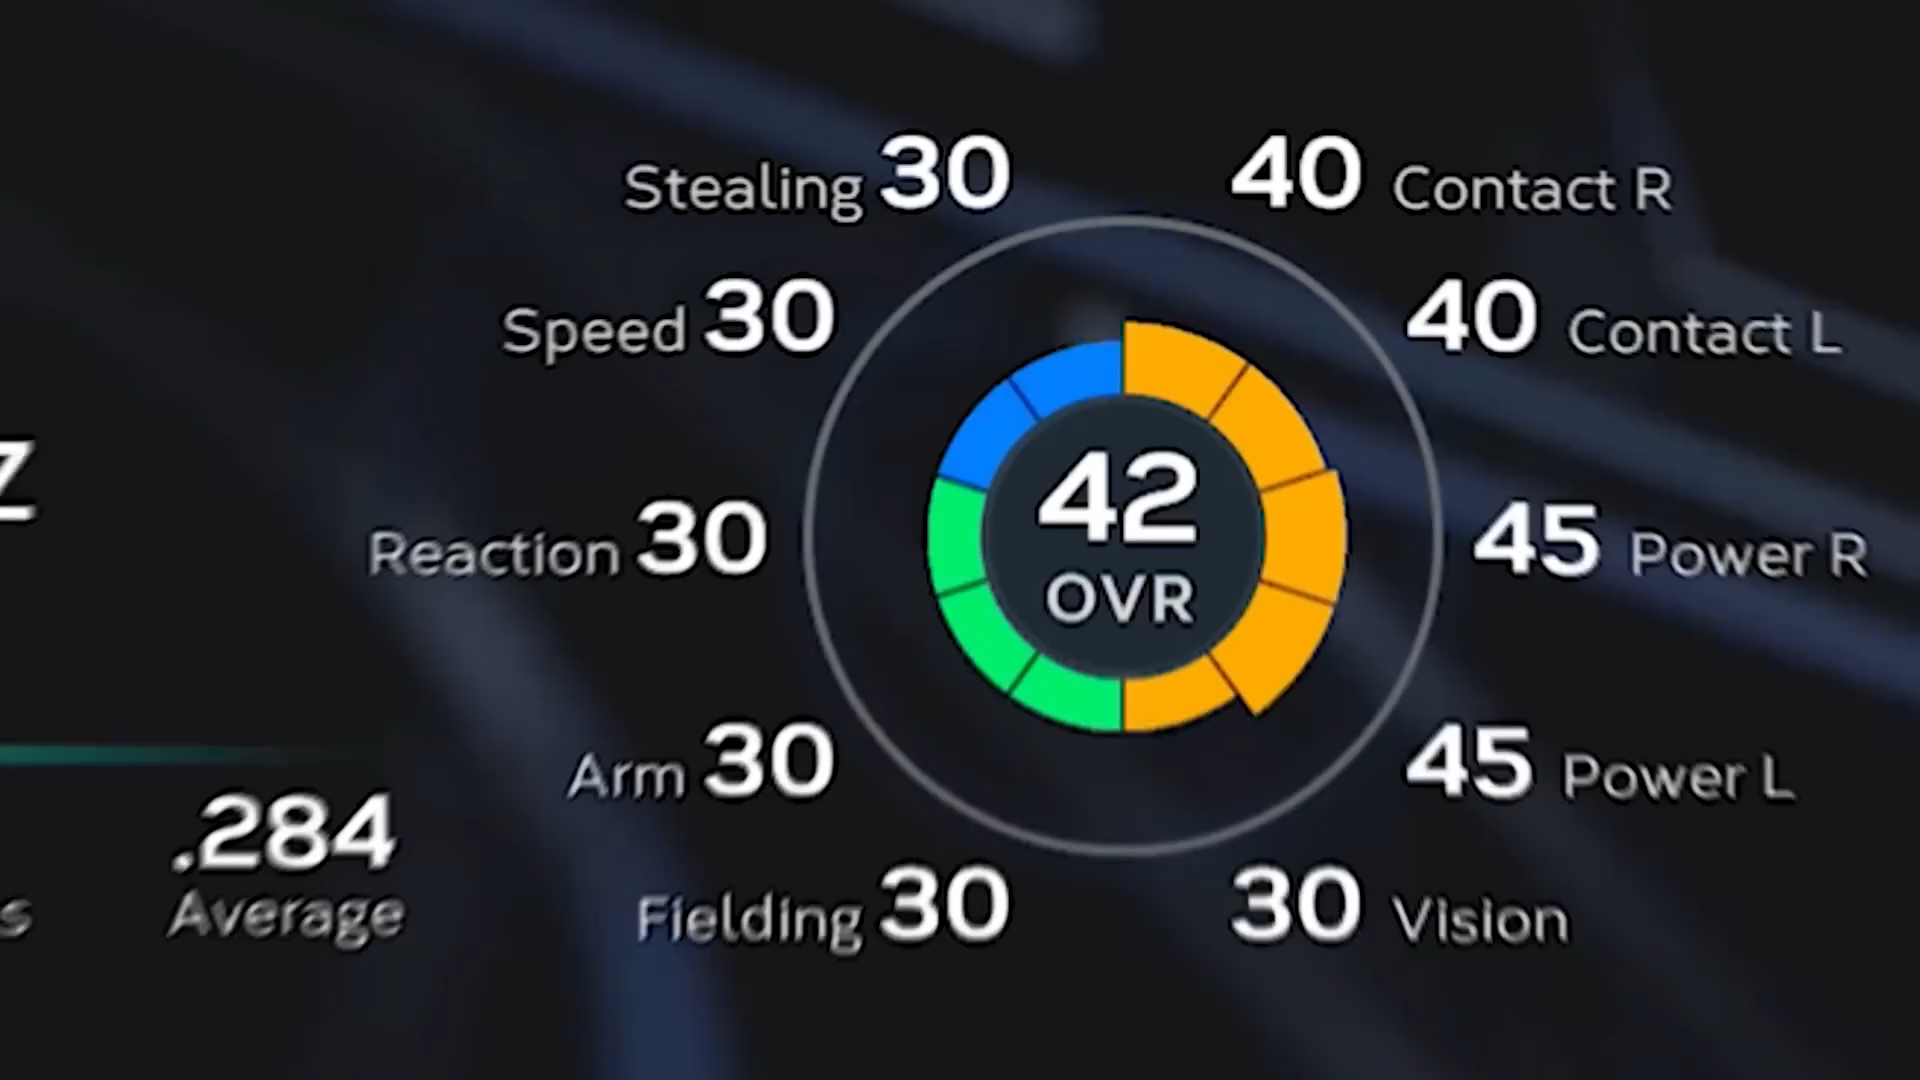 Stealing 30
40 Contact R
Speed 30
40 Contact L
42
OVR
Reaction 30
45 Power R
Arm 30
45 Power L
.284
Average
Fielding 30
30 Vision